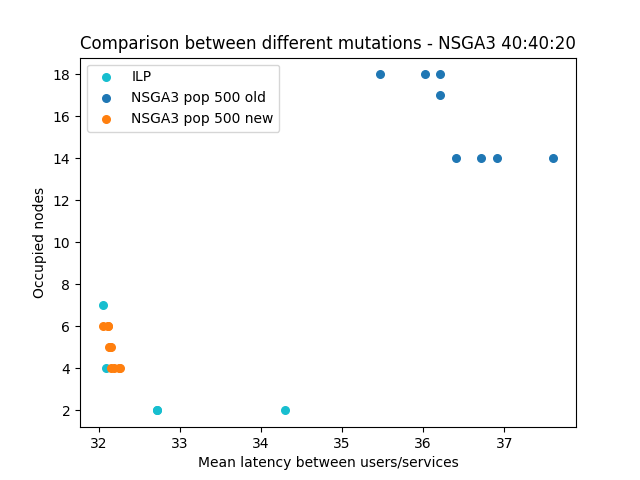 Comparison between different mutations - NSGA3 40:40:20
ILP
NSGA3 pop 500 old
NSGA3 pop 500 new
18
16
14
12
10
8
6
4
2
Occupied nodes
32
33
34
35
36
37
Mean latency between users/services